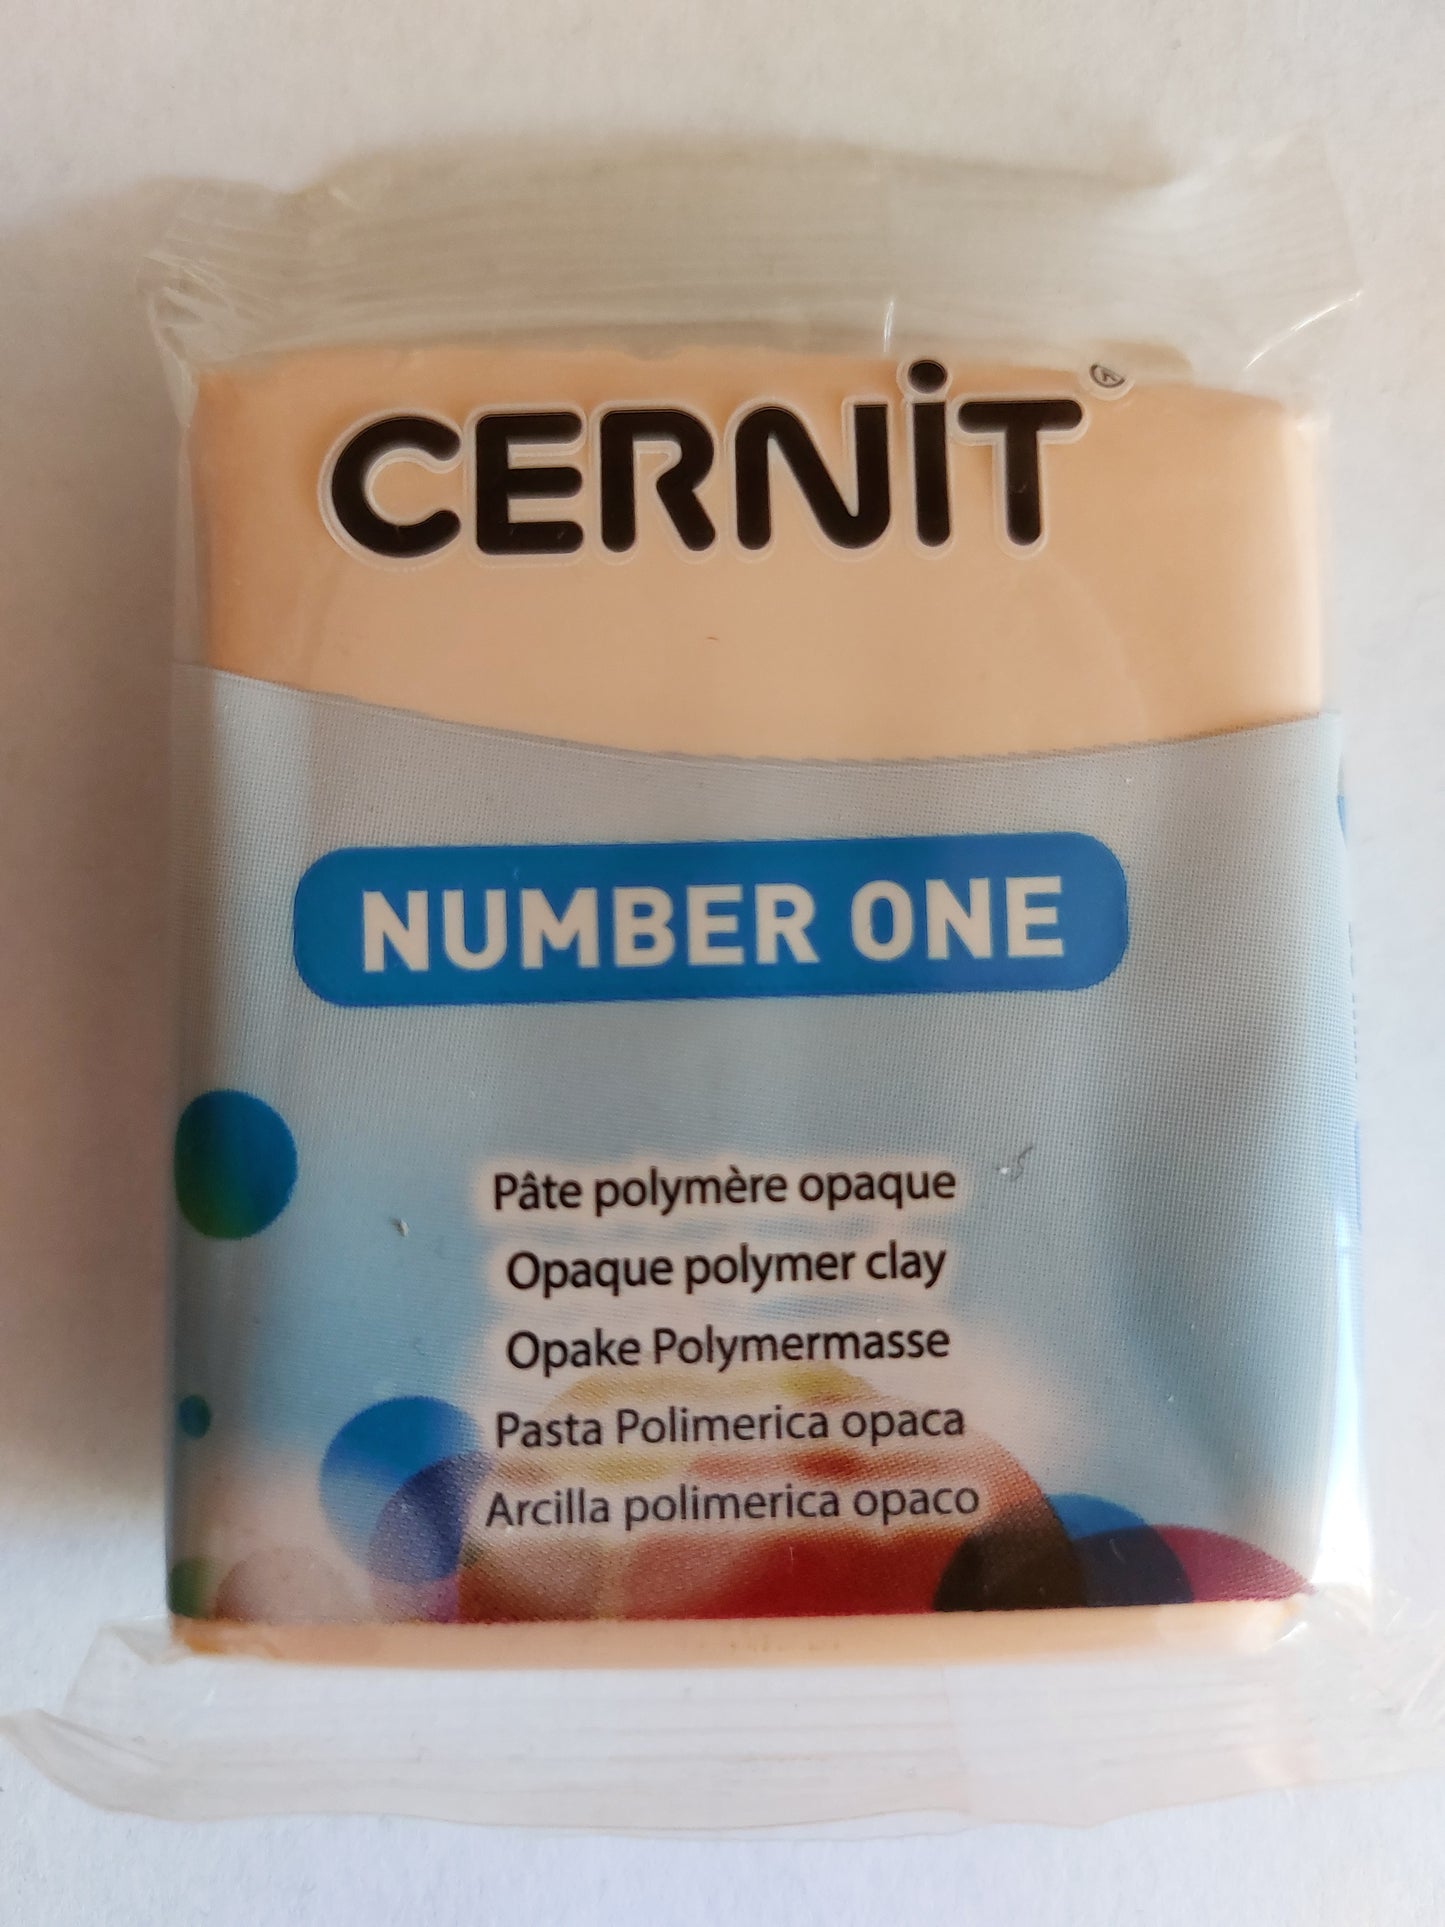 CERNiT®
NUMBER ONE
Pâte polymère opaque
Opaque polymer clay
Opake Polymermasse
Pasta Polimerica opaca
Arcilla polimerica opaco